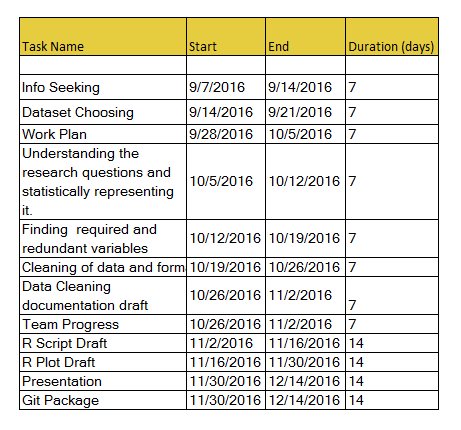 Task Name Start End Duration (days)
Info Seeking 9/7/2016 9/14/2016 7
Dataset Choosing 9/14/2016 9/21/2016 7
Work Plan 9/28/2016 10/5/2016 7
Understanding the
research questions and
statistically representing
it. 10/5/2016 10/12/2016 7
Finding required and
redundant variables 10/12/2016 10/19/2016 7
Cleaning of data and form 10/19/2016 10/26/2016 7
Data Cleaning
documentation draft 10/26/2016 11/2/2016 7
Team Progress 10/26/2016 11/2/2016 7
R Script Draft 11/2/2016 11/16/2016 14
R Plot Draft 11/16/2016 11/30/2016 14
Presentation 11/30/2016 12/14/2016 14
Git Package 11/30/2016 12/14/2016 14